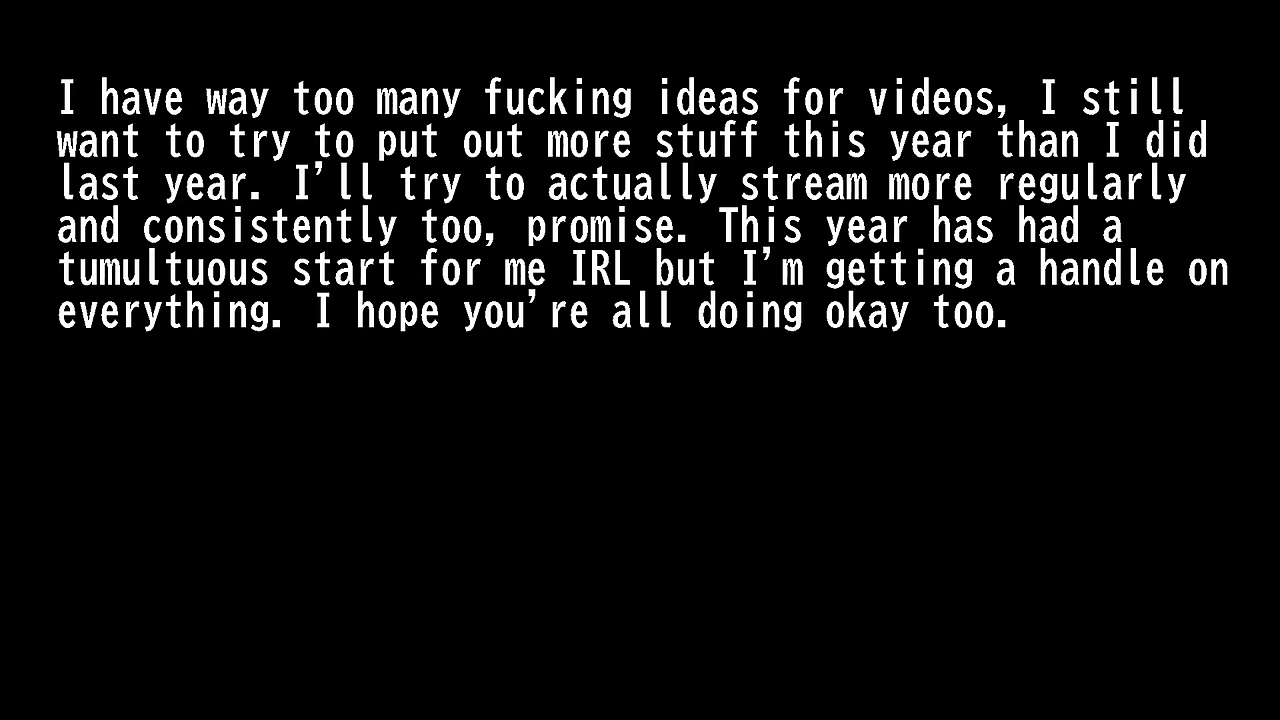 I have way too many fucking ideas for videos, I still
want to try to put out more stuff this year than I did
last year. I'll try to actually stream more regularly
and consistently too, promise. This year has had a
tumultuous start for me IRL but I'm getting a handle on
everything. I hope you're all doing okay too.